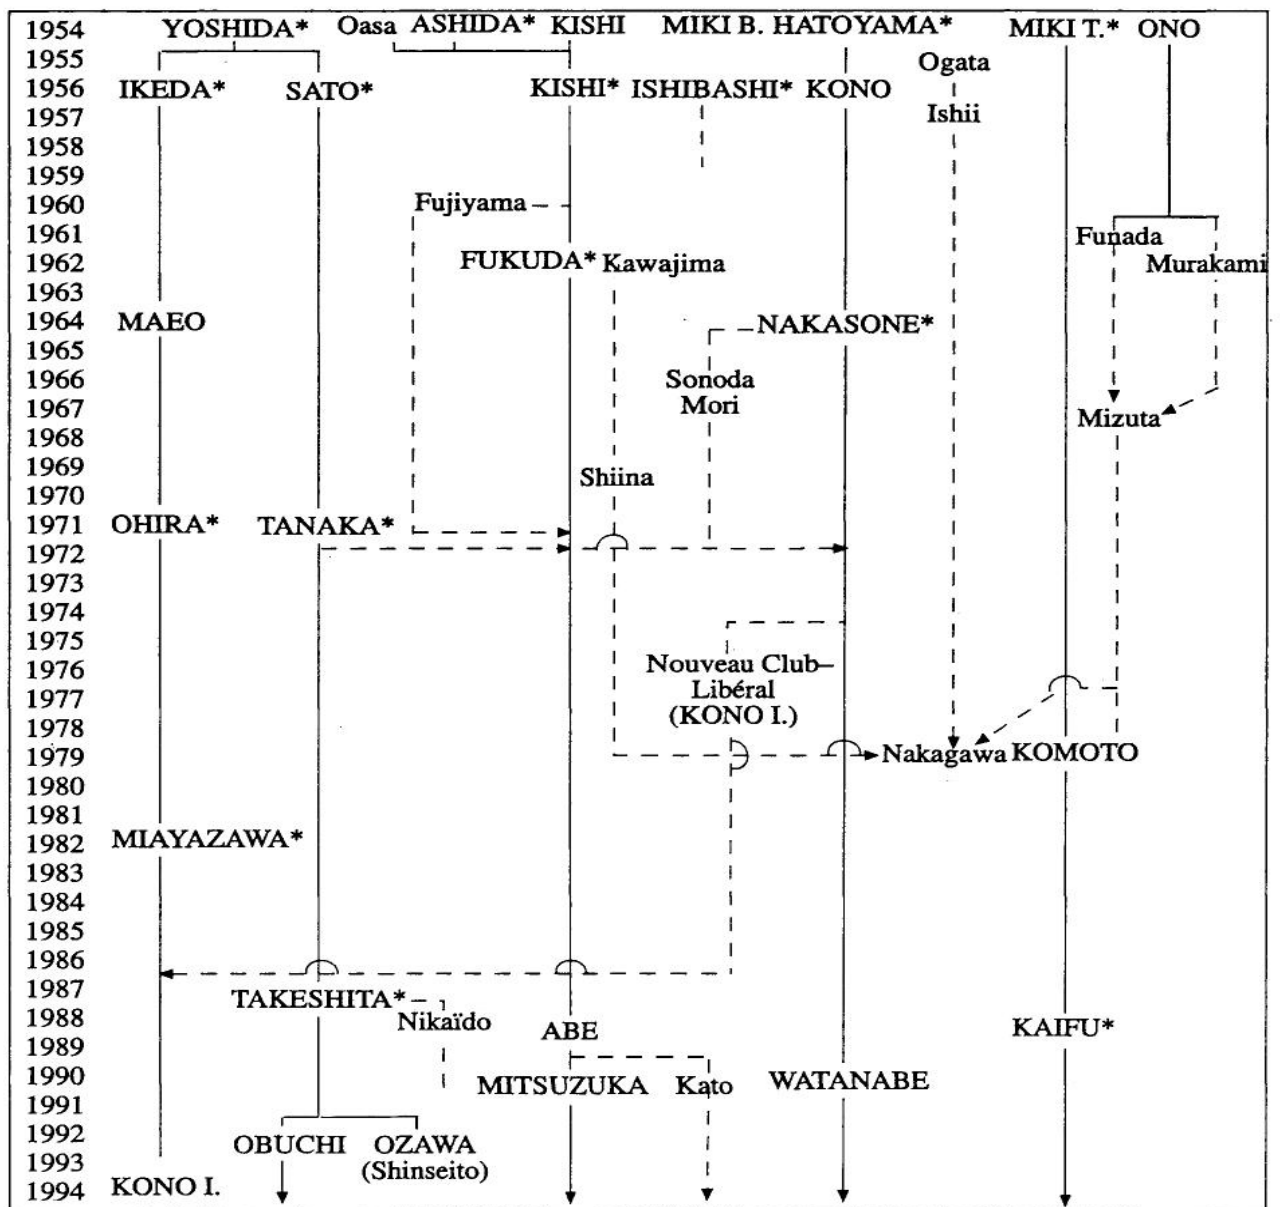 1954 YOSHIDA* Oasa ASHIDA* KISHI MIKI B. HATOYAMA* MIKI T.* ONO
1955 Ogata
1956 IKEDA* SATO* KISHI* ISHIBASHI* KONO
1957 Ishii
1958
1959
1960 Fujiyama
1961 Funada
1962 FUKUDA* Kawajima Murakami
1963
1964 MAEO NAKASONE*
1965
1966 Sonoda
1967 Mori Mizuta
1968
1969 Shiina
1970
1971 OHIRA* TANAKA*
1972
1973
1974
1975
1976 Nouveau Club
1977 Libéral
1978 (KONO I.)
1979 Nakagawa KOMOTO
1980
1981
1982 MIAYAZAWA*
1983
1984
1985
1986
1987 TAKESHITA*
1988 Nikaïdo ABE KAIFU*
1989
1990 MITSUZUKA Kato WATANABE
1991
1992 OBUCHI OZAWA
1993 (Shinseito)
1994 KONO I.